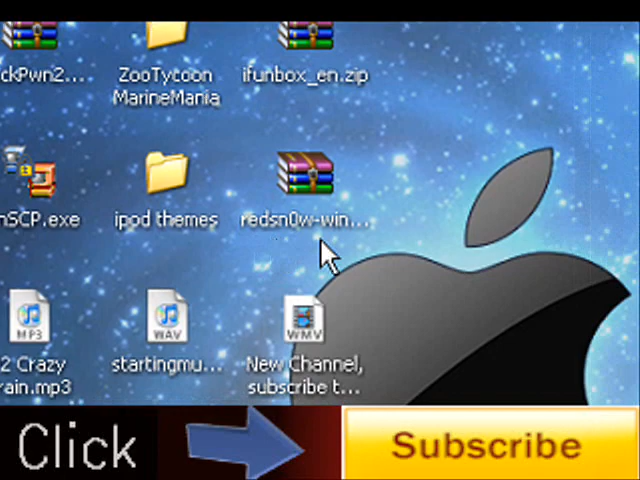 ckPwn2...
ZooTycoon
MarineMania
ifunbox_en.zip
nSCP.exe
ipod themes
redsn0w-win...
MP3
WAV
WMV
2 Crazy
rain.mp3
startingmu...
New Channel,
subscribe t...
Click
Subscribe